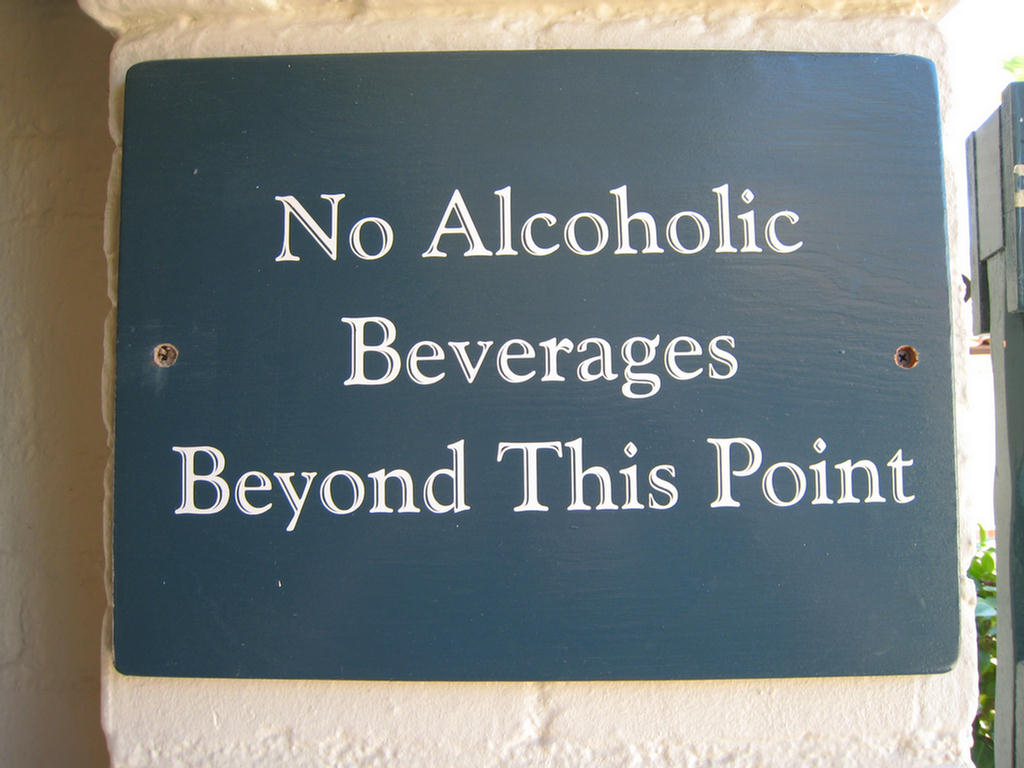 No Alcoholic
Beverages
Beyond This Point